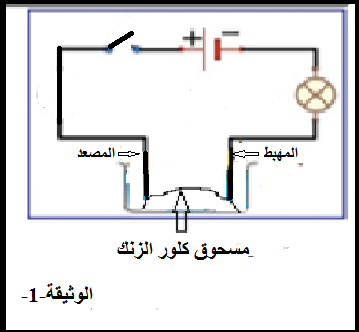 + −
المصعد
المهبط
مسحوق كلور الزنك
الوثيقة-1-